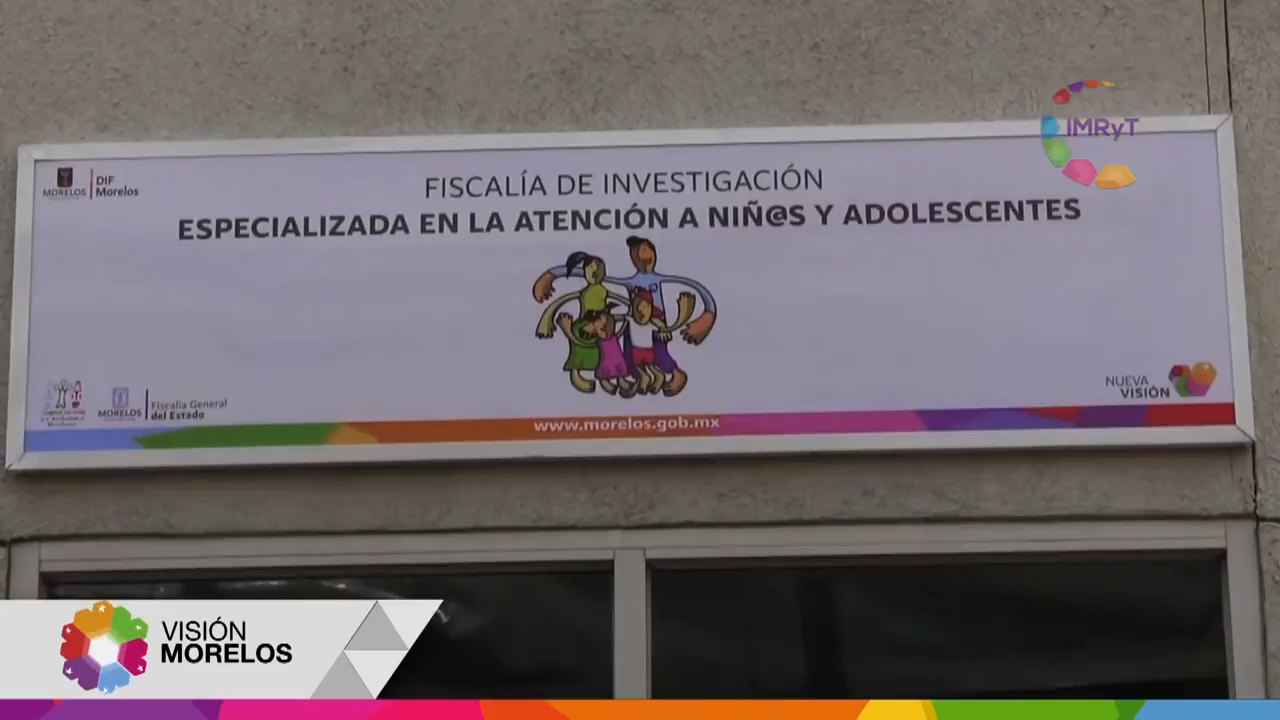 IMRyT
MORELOS
DIF
Morelos
FISCALÍA DE INVESTIGACIÓN
ESPECIALIZADA EN LA ATENCIÓN A NIÑ@S Y ADOLESCENTES
MORELOS
Fiscalía General
del Estado
NUEVA
VISIÓN
www.morelos.gob.mx
VISIÓN
MORELOS